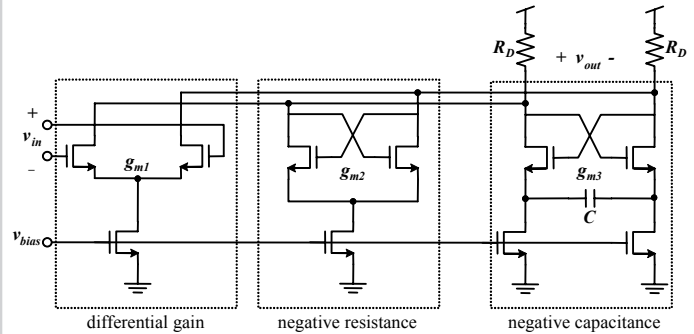 R_D
+ v_out -
R_D
+
v_in
−
g_m1
g_m2
g_m3
C
v_bias
differential gain
negative resistance
negative capacitance